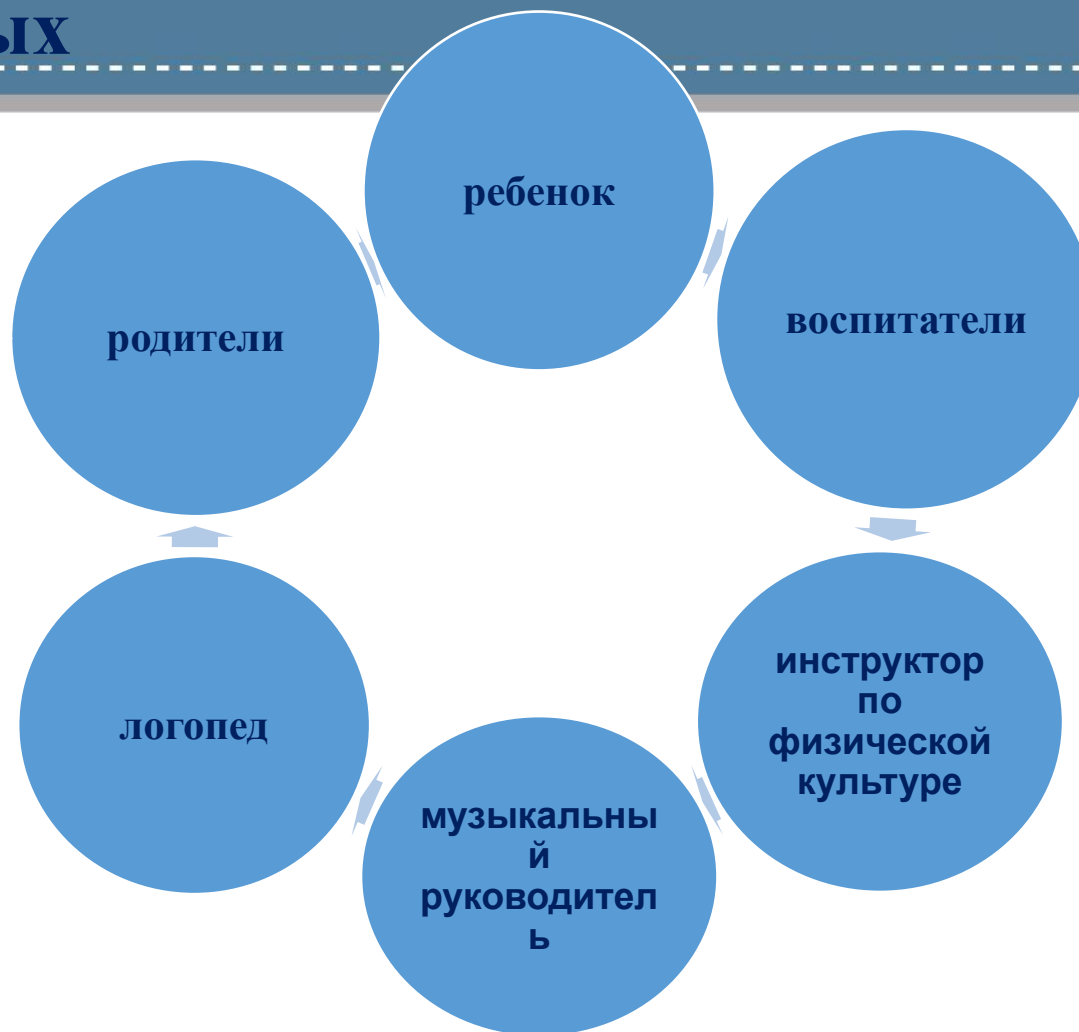 ых
ребенок
воспитатели
родители
инструктор
по
физической
культуре
логопед
музыкальны
й
руководител
ь